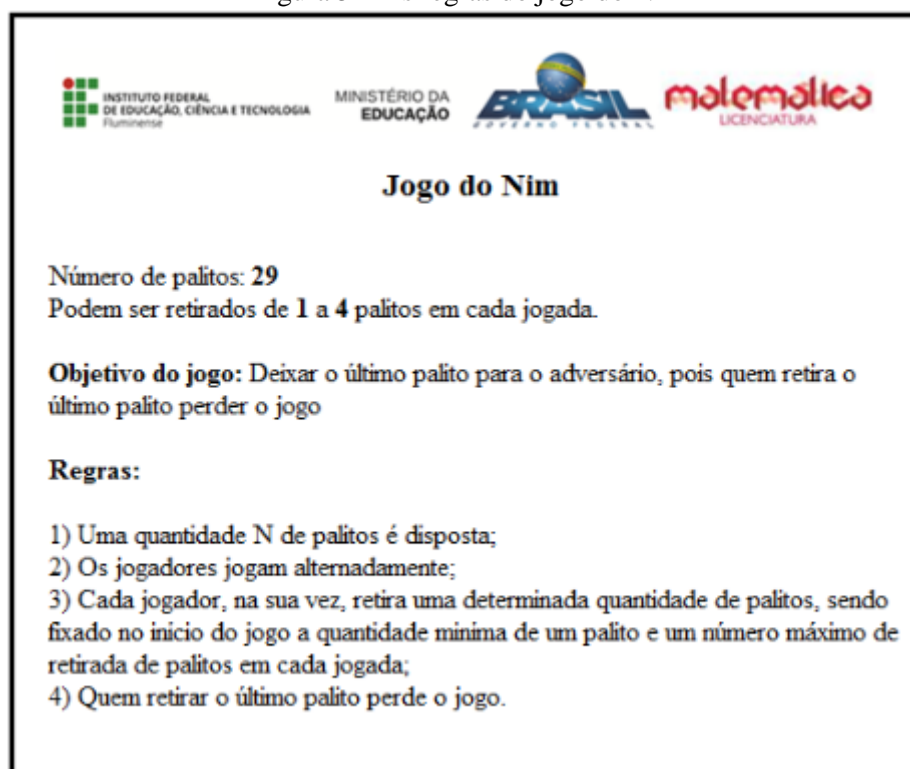 INSTITUTO FEDERAL
DE EDUCAÇÃO, CIÊNCIA E TECNOLOGIA
Fluminense
MINISTÉRIO DA
EDUCAÇÃO
BRASIL
GOVERNO FEDERAL
matemática
LICENCIATURA
Jogo do Nim
Número de palitos: 29
Podem ser retirados de 1 a 4 palitos em cada jogada.
Objetivo do jogo: Deixar o último palito para o adversário, pois quem retira o
último palito perder o jogo
Regras:
1) Uma quantidade N de palitos é disposta;
2) Os jogadores jogam alternadamente;
3) Cada jogador, na sua vez, retira uma determinada quantidade de palitos, sendo
fixado no inicio do jogo a quantidade minima de um palito e um número máximo de
retirada de palitos em cada jogada;
4) Quem retirar o último palito perde o jogo.